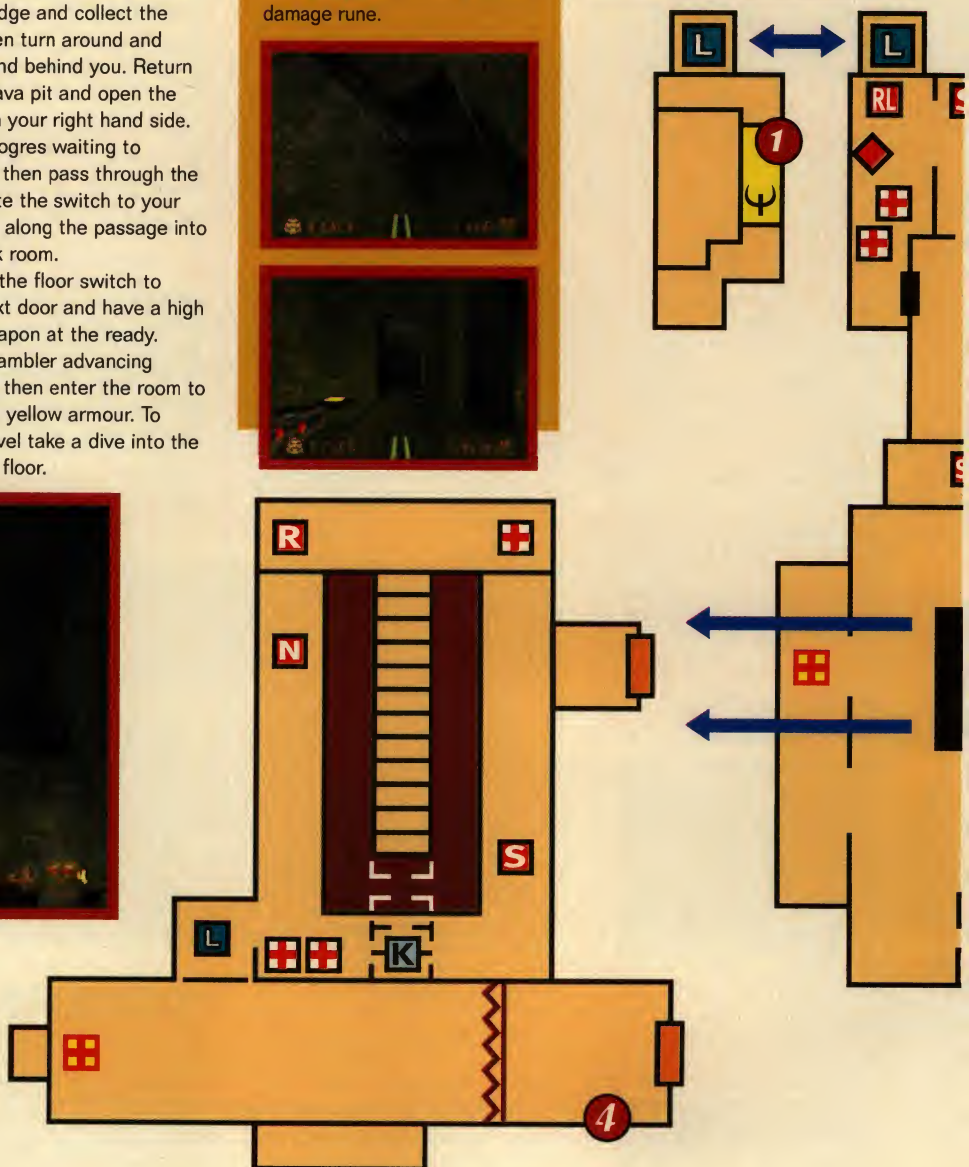 dge and collect the
en turn around and
nd behind you. Return
ava pit and open the
your right hand side.
ogres waiting to
then pass through the
te the switch to your
along the passage into
k room.
the floor switch to
xt door and have a high
apon at the ready.
ambler advancing
then enter the room to
yellow armour. To
vel take a dive into the
floor.
damage rune.
L
L
RL
S
1
S
R
N
S
L
K
4